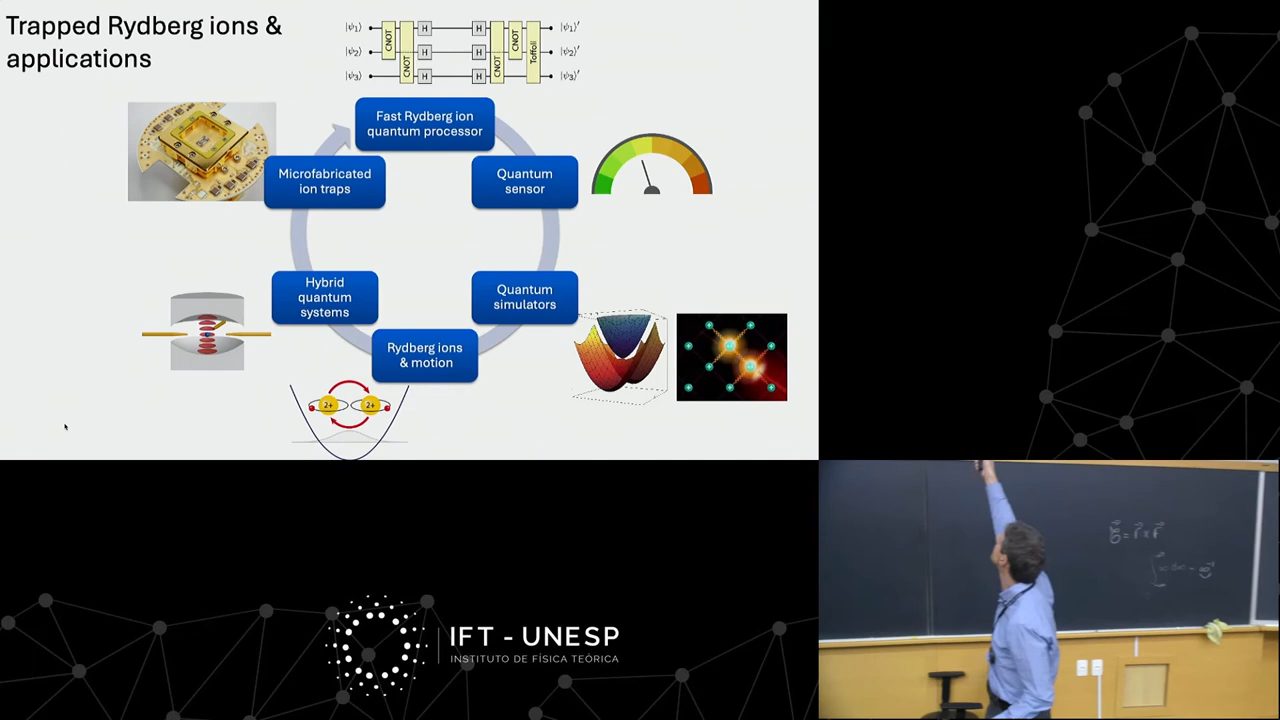 Trapped Rydberg ions &
applications
|ψ₁⟩
|ψ₂⟩
|ψ₃⟩
CNOT
CNOT
H
H
H
H
H
H
CNOT
CNOT
Toffoli
|ψ₁⟩′
|ψ₂⟩′
|ψ₃⟩′
Fast Rydberg ion
quantum processor
Microfabricated
ion traps
Quantum
sensor
Hybrid
quantum
systems
Quantum
simulators
Rydberg ions
& motion
2+
2+
IFT - UNESP
INSTITUTO DE FÍSICA TEÓRICA